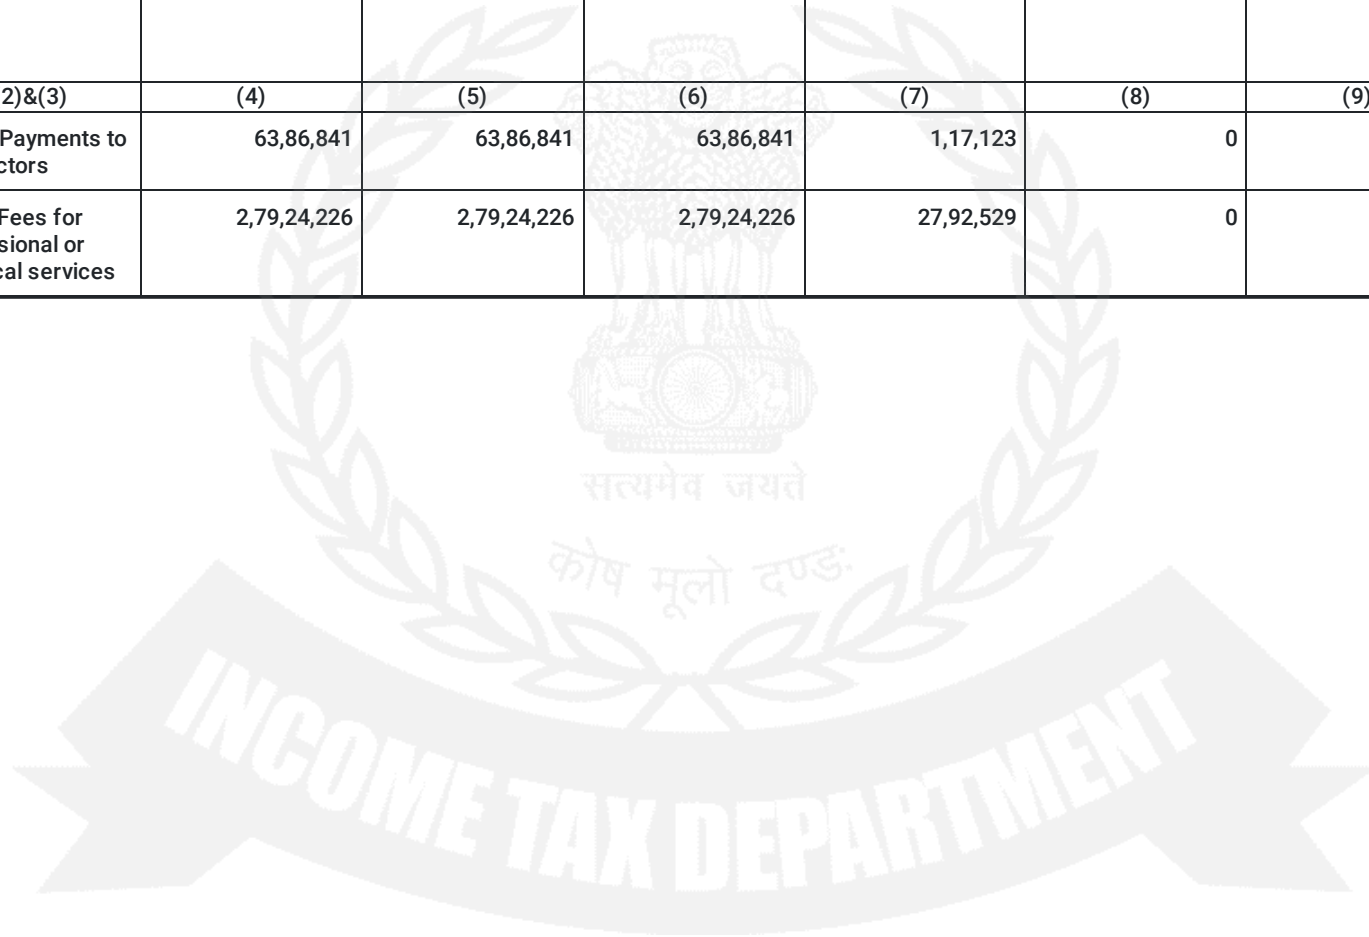 2)&(3) (4) (5) (6) (7) (8) (9)
Payments to 63,86,841 63,86,841 63,86,841 1,17,123 0
ctors
Fees for 2,79,24,226 2,79,24,226 2,79,24,226 27,92,529 0
sional or
cal services
सत्यमेव जयते
कोष मूलो दण्डः
INCOME TAX DEPARTMENT